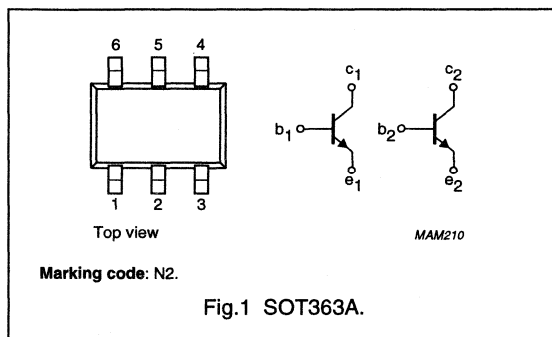 6 5 4
1 2 3
Top view
c1 c2
b1 b2
e1 e2
MAM210
Marking code: N2.
Fig.1 SOT363A.